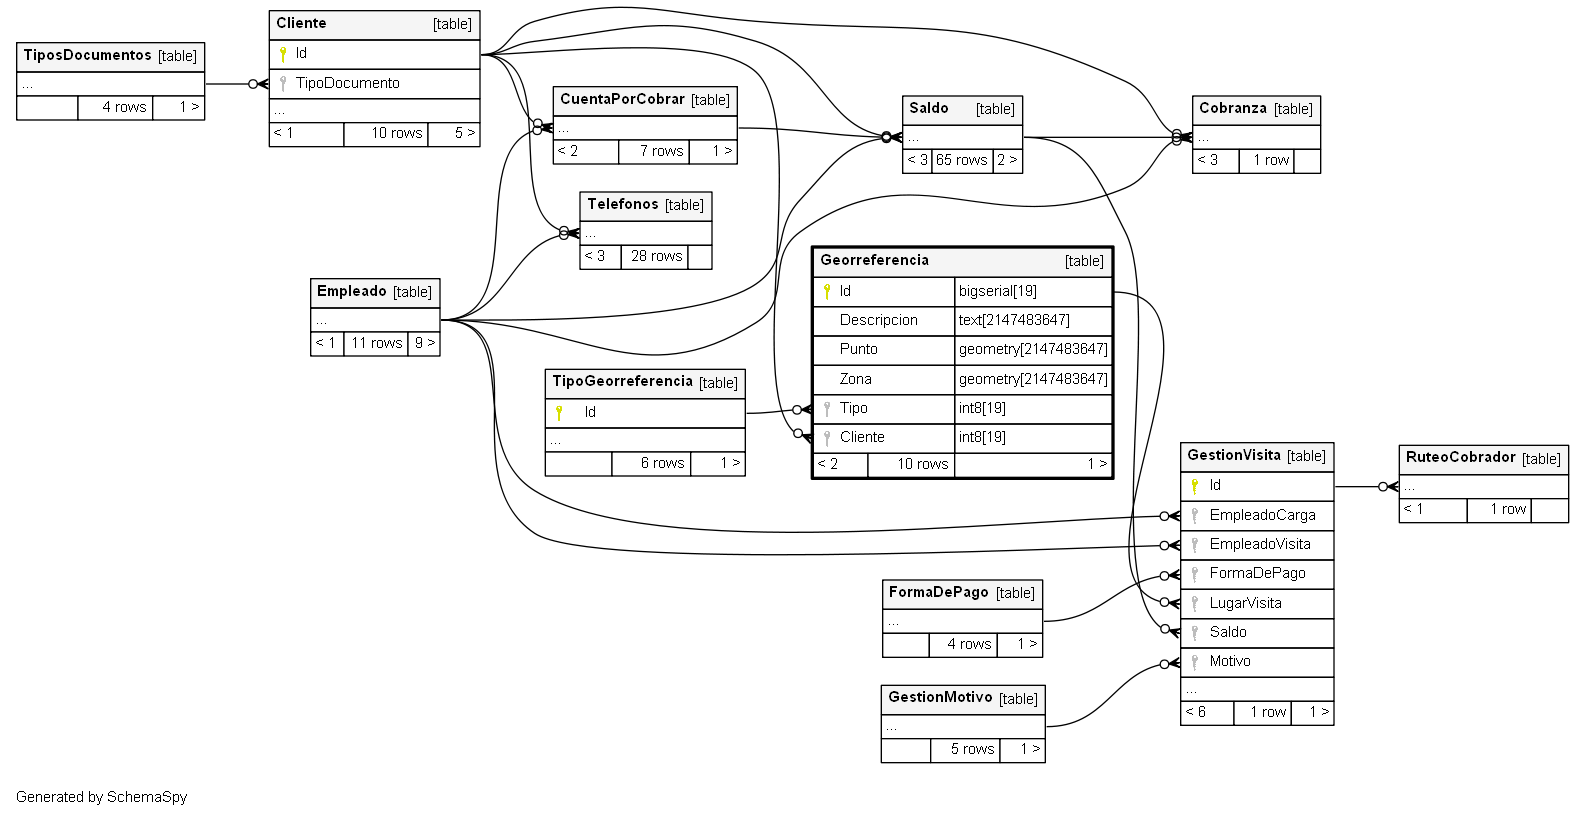 TiposDocumentos [table]
...
4 rows 1 >
Cliente [table]
Id
TipoDocumento
...
< 1 10 rows 5 >
CuentaPorCobrar [table]
...
< 2 7 rows 1 >
Saldo [table]
...
< 3 65 rows 2 >
Cobranza [table]
...
< 3 1 row
Telefonos [table]
...
< 3 28 rows
Empleado [table]
...
< 1 11 rows 9 >
Georreferencia [table]
Id bigserial[19]
Descripcion text[2147483647]
Punto geometry[2147483647]
Zona geometry[2147483647]
Tipo int8[19]
Cliente int8[19]
< 2 10 rows 1 >
TipoGeorreferencia [table]
Id
...
6 rows 1 >
GestionVisita [table]
Id
EmpleadoCarga
EmpleadoVisita
FormaDePago
LugarVisita
Saldo
Motivo
...
< 6 1 row 1 >
RuteoCobrador [table]
...
< 1 1 row
FormaDePago [table]
...
4 rows 1 >
GestionMotivo [table]
...
5 rows 1 >
Generated by SchemaSpy